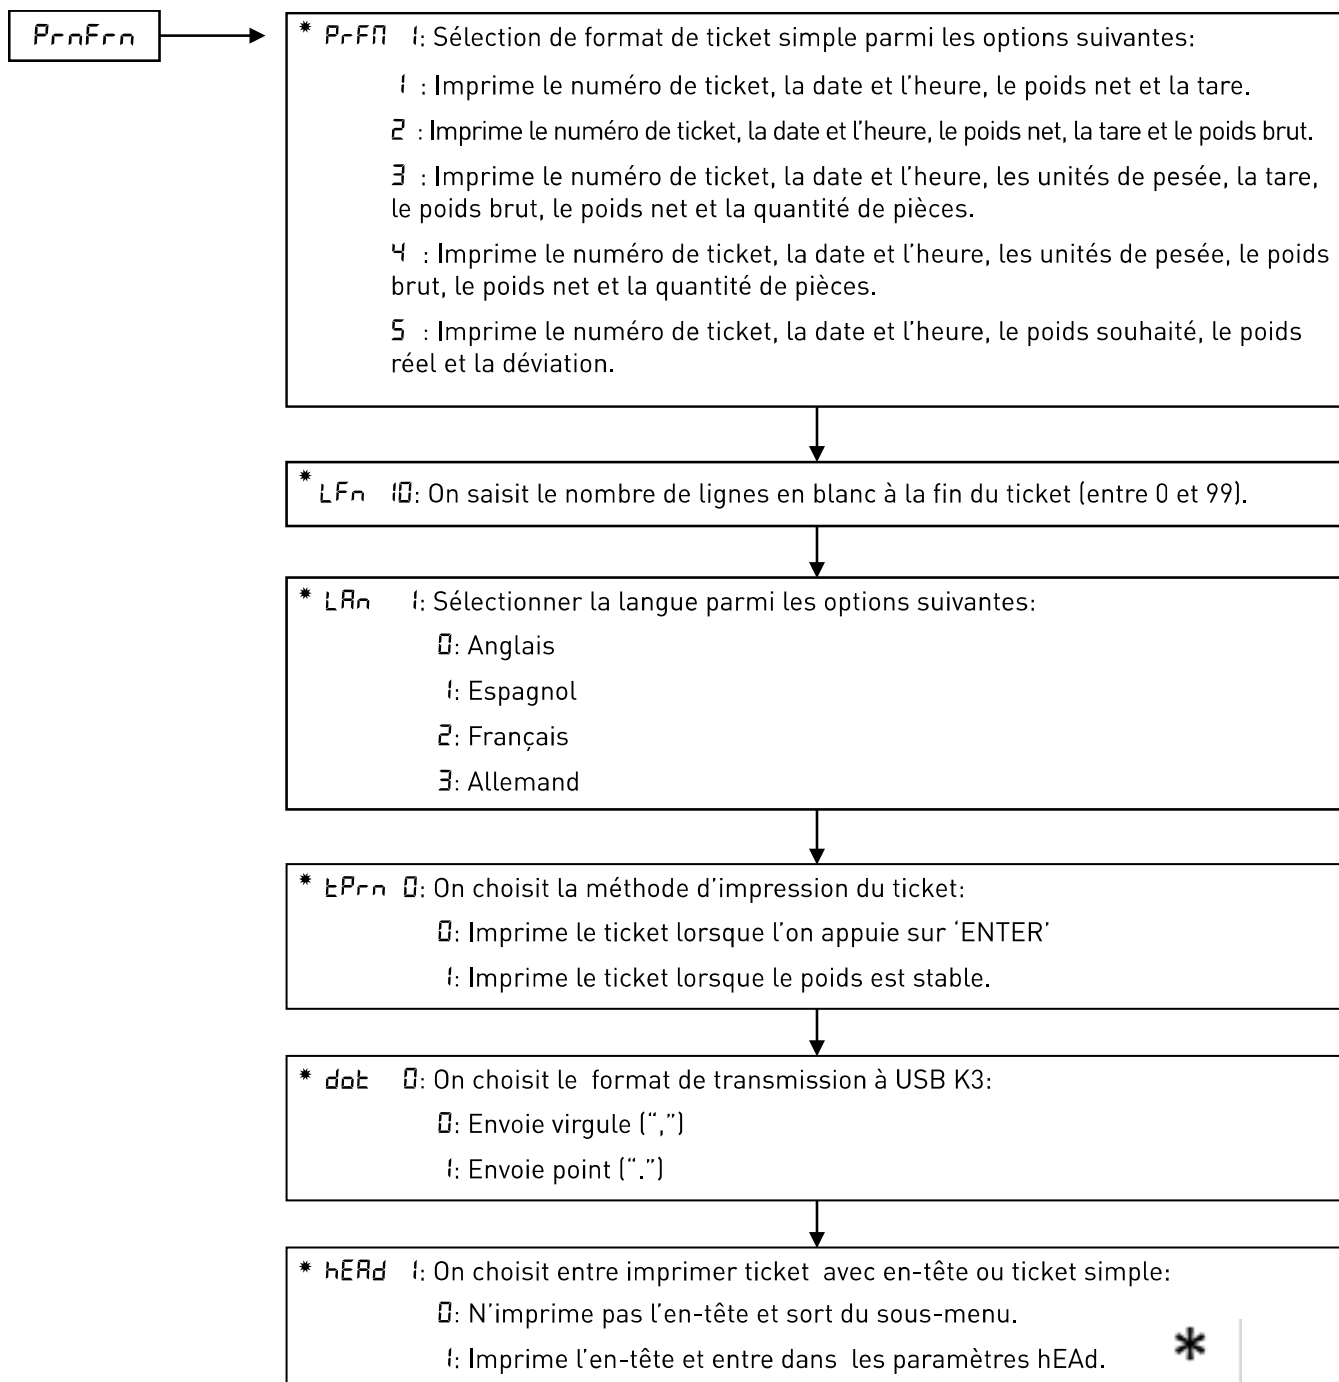 PrnFrn
* PrFM 1: Sélection de format de ticket simple parmi les options suivantes:
1 : Imprime le numéro de ticket, la date et l'heure, le poids net et la tare.
2 : Imprime le numéro de ticket, la date et l'heure, le poids net, la tare et le poids brut.
3 : Imprime le numéro de ticket, la date et l'heure, les unités de pesée, la tare,
le poids brut, le poids net et la quantité de pièces.
4 : Imprime le numéro de ticket, la date et l'heure, les unités de pesée, le poids
brut, le poids net et la quantité de pièces.
5 : Imprime le numéro de ticket, la date et l'heure, le poids souhaité, le poids
réel et la déviation.
* LFn 10: On saisit le nombre de lignes en blanc à la fin du ticket (entre 0 et 99).
* LAn 1: Sélectionner la langue parmi les options suivantes:
0: Anglais
1: Espagnol
2: Français
3: Allemand
* tPrn 0: On choisit la méthode d'impression du ticket:
0: Imprime le ticket lorsque l'on appuie sur ‘ENTER’
1: Imprime le ticket lorsque le poids est stable.
* dot 0: On choisit le format de transmission à USB K3:
0: Envoie virgule (“,”)
1: Envoie point (“.”)
* hEAd 1: On choisit entre imprimer ticket avec en-tête ou ticket simple:
0: N'imprime pas l'en-tête et sort du sous-menu.
1: Imprime l'en-tête et entre dans les paramètres hEAd. *